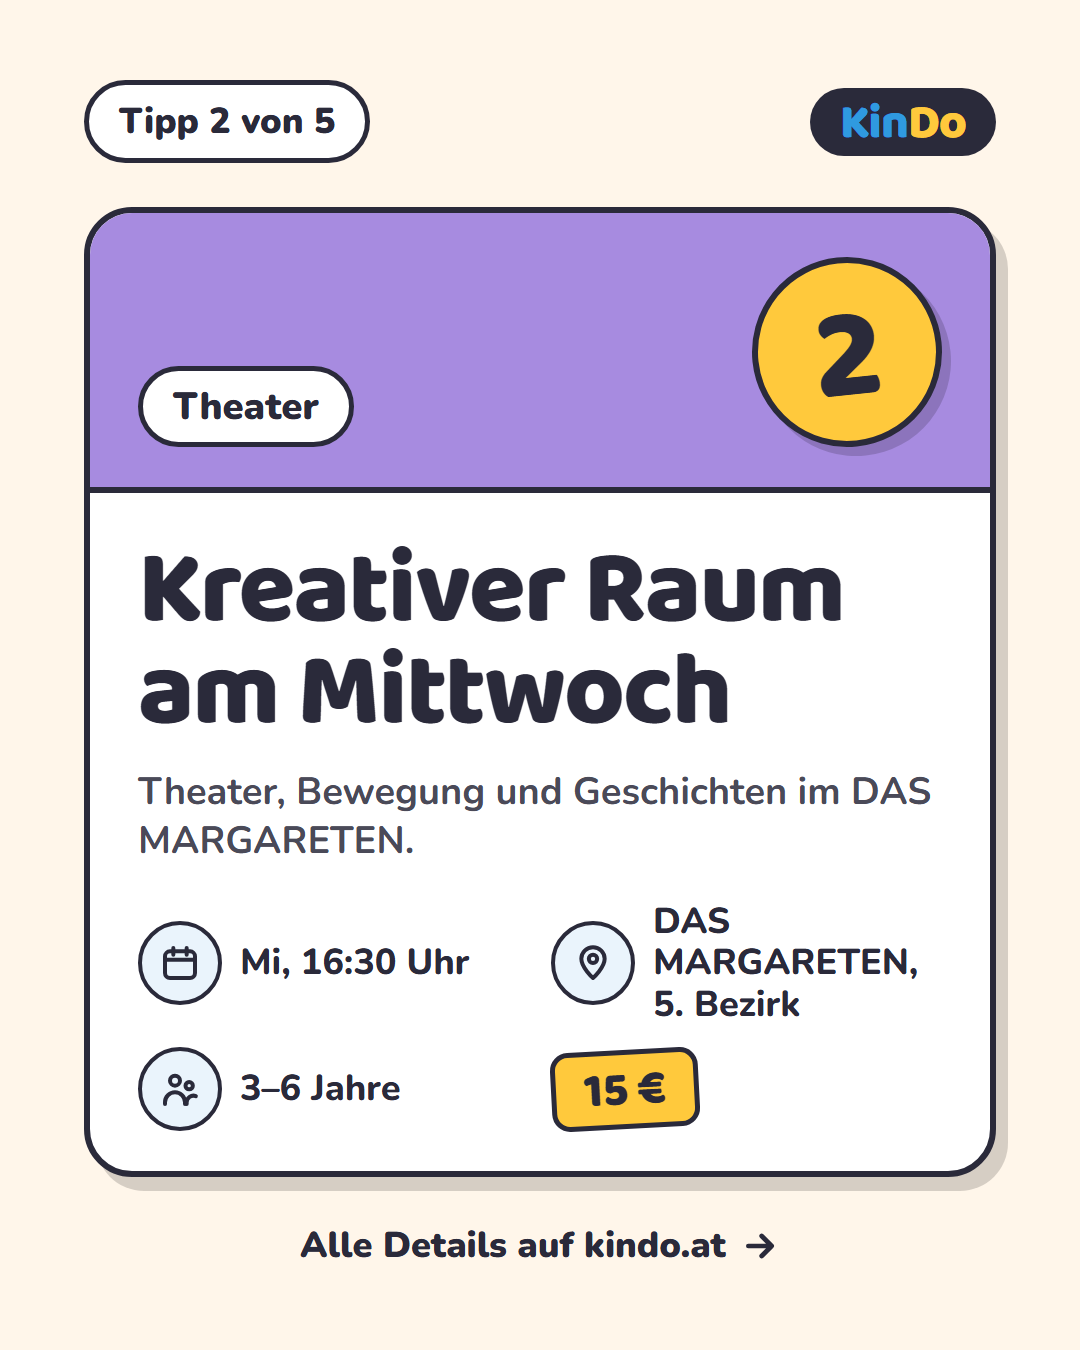 Tipp 2 von 5
KinDo
2
Theater
Kreativer Raum
am Mittwoch
Theater, Bewegung und Geschichten im DAS
MARGARETEN.
Mi, 16:30 Uhr
DAS
MARGARETEN,
5. Bezirk
3–6 Jahre
15 €
Alle Details auf kindo.at →